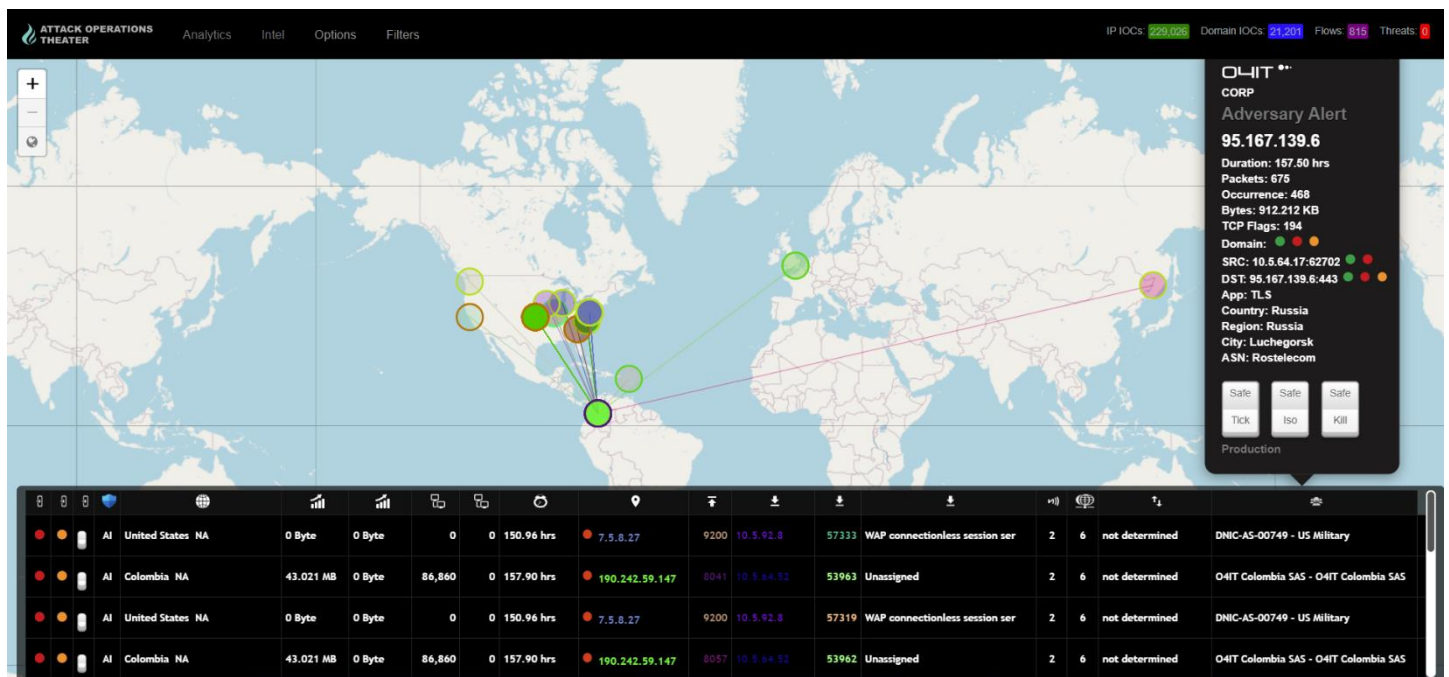 ATTACK OPERATIONS
THEATER
Analytics Intel Options Filters
IP IOCs: 229,026 Domain IOCs: 21,201 Flows: 815 Threats: 0
+
−
O4IT
CORP
Adversary Alert
95.167.139.6
Duration: 157.50 hrs
Packets: 675
Occurrence: 468
Bytes: 912.212 KB
TCP Flags: 194
Domain:
SRC: 10.5.64.17:62702
DST: 95.167.139.6:443
App: TLS
Country: Russia
Region: Russia
City: Luchegorsk
ASN: Rostelecom
Safe Safe Safe
Tick Iso Kill
Production
AI United States NA 0 Byte 0 Byte 0 0 150.96 hrs 7.5.8.27 9200 10.5.92.8 57333 WAP connectionless session ser 2 6 not determined DNIC-AS-00749 - US Military
AI Colombia NA 43.021 MB 0 Byte 86,860 0 157.90 hrs 190.242.59.147 8041 10.5.64.52 53963 Unassigned 2 6 not determined O4IT Colombia SAS - O4IT Colombia SAS
AI United States NA 0 Byte 0 Byte 0 0 150.96 hrs 7.5.8.27 9200 10.5.92.8 57319 WAP connectionless session ser 2 6 not determined DNIC-AS-00749 - US Military
AI Colombia NA 43.021 MB 0 Byte 86,860 0 157.90 hrs 190.242.59.147 8057 10.5.64.52 53962 Unassigned 2 6 not determined O4IT Colombia SAS - O4IT Colombia SAS